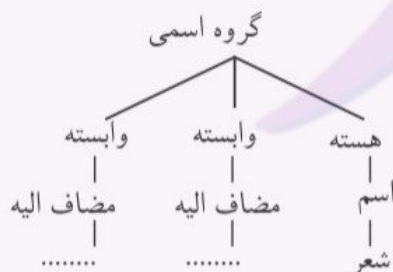 گروه اسمی
هسته وابسته وابسته
اسم مضاف الیه مضاف الیه
شعر ........ ........